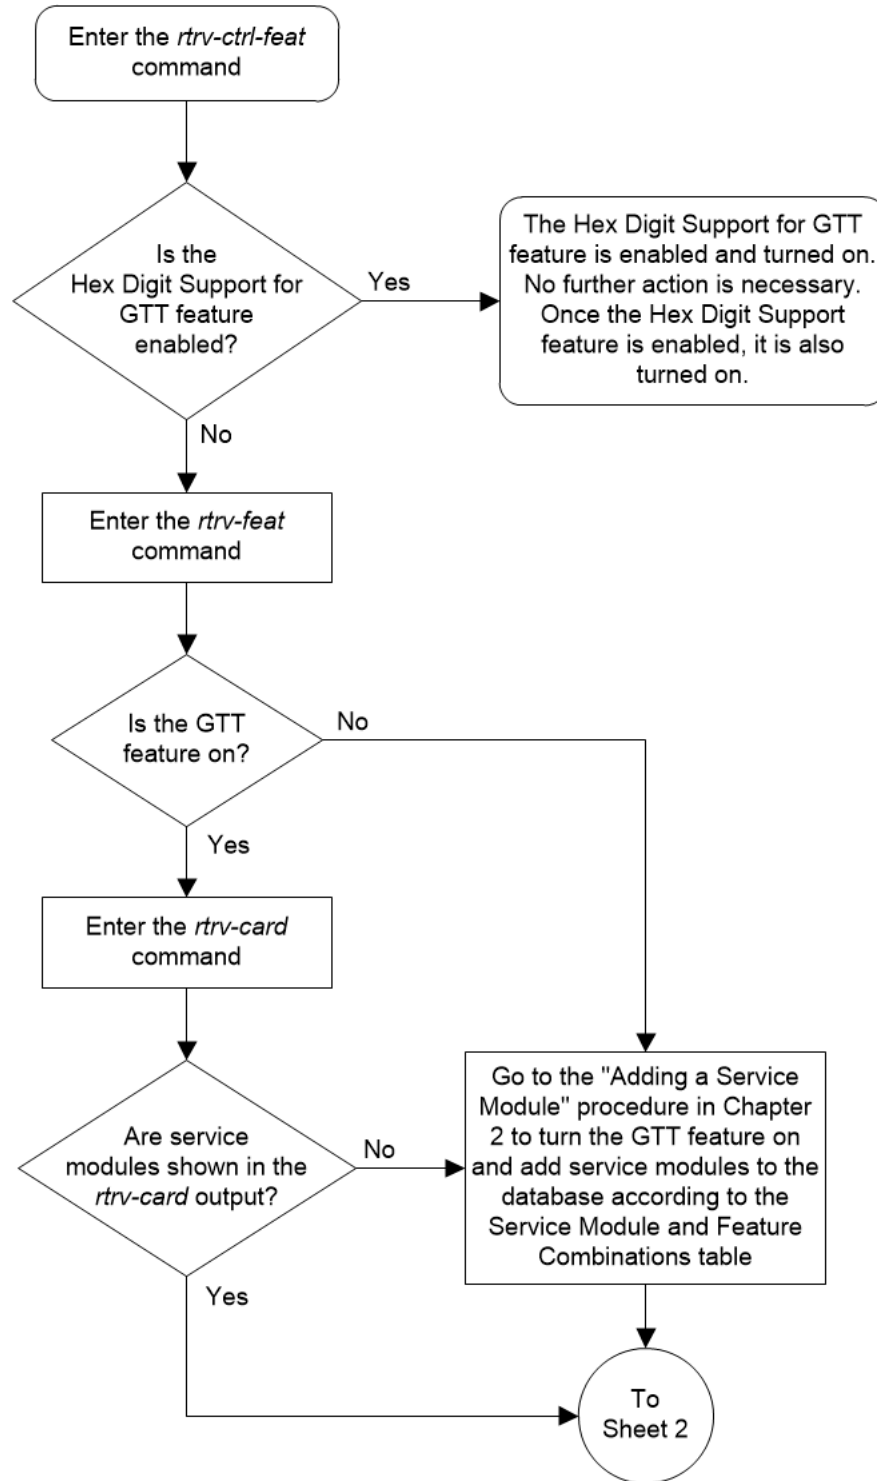 Enter the rtrv-ctrl-feat
command
Is the
Hex Digit Support for
GTT feature
enabled?
Yes
The Hex Digit Support for GTT
feature is enabled and turned on.
No further action is necessary.
Once the Hex Digit Support
feature is enabled, it is also
turned on.
No
Enter the rtrv-feat
command
Is the GTT
feature on?
No
Yes
Enter the rtrv-card
command
Are service
modules shown in the
rtrv-card output?
No
Go to the "Adding a Service
Module" procedure in Chapter
2 to turn the GTT feature on
and add service modules to the
database according to the
Service Module and Feature
Combinations table
Yes
To
Sheet 2